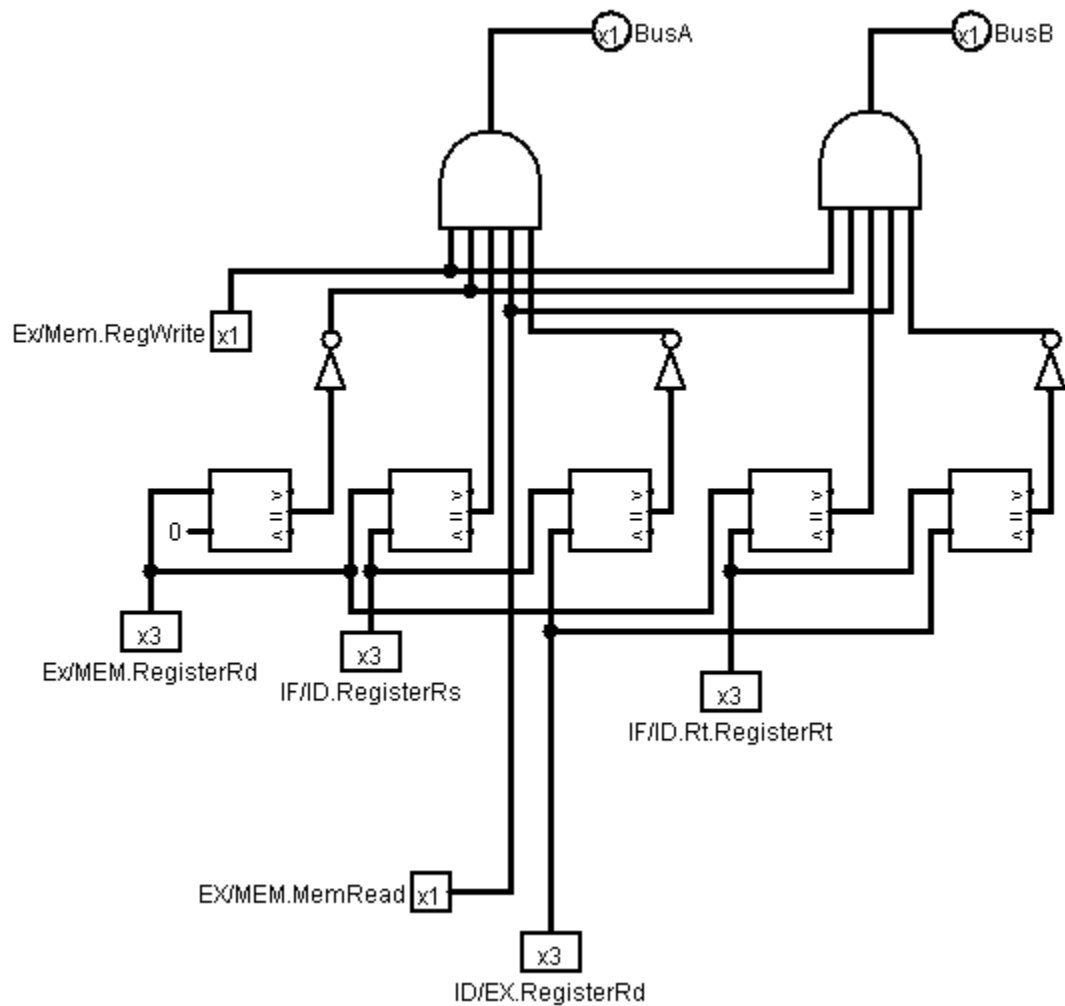 x1 BusA
x1 BusB
Ex/Mem.RegWrite x1
> > > > >
= = = = =
0 < < < < <
x3
Ex/MEM.RegisterRd
x3
IF/ID.RegisterRs
x3
IF/ID.Rt.RegisterRt
EX/MEM.MemRead x1
x3
ID/EX.RegisterRd